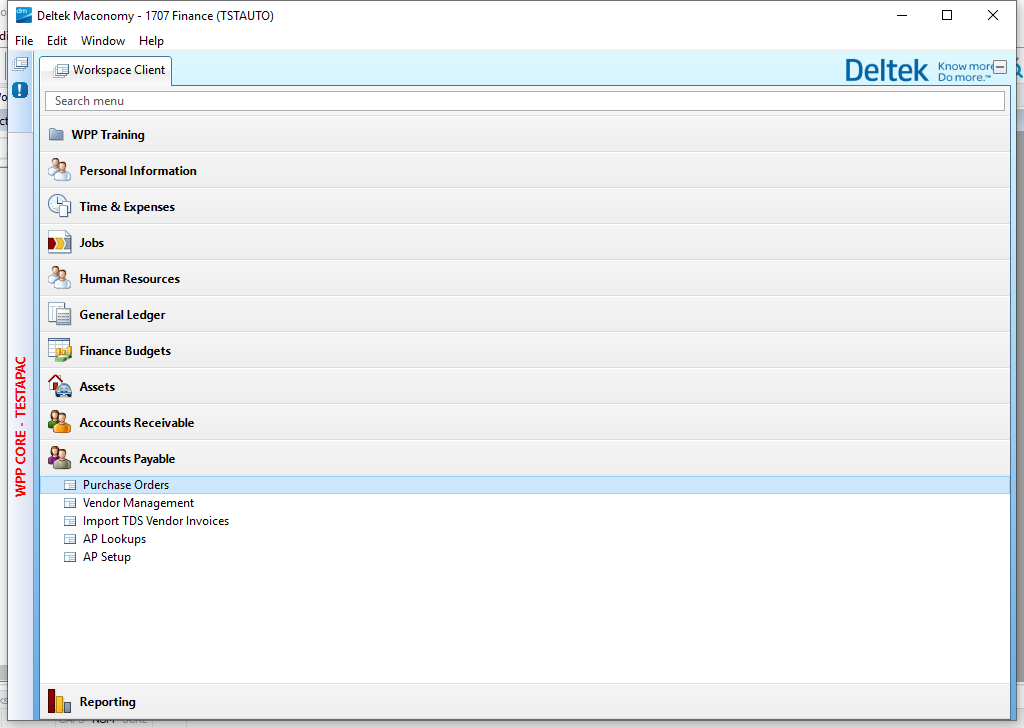 Deltek Maconomy - 1707 Finance (TSTAUTO)
File Edit Window Help
Workspace Client
Deltek Know more
Do more.™
Search menu
WPP Training
Personal Information
Time & Expenses
Jobs
Human Resources
General Ledger
Finance Budgets
Assets
Accounts Receivable
Accounts Payable
Purchase Orders
Vendor Management
Import TDS Vendor Invoices
AP Lookups
AP Setup
Reporting
WPP CORE - TESTAPAC